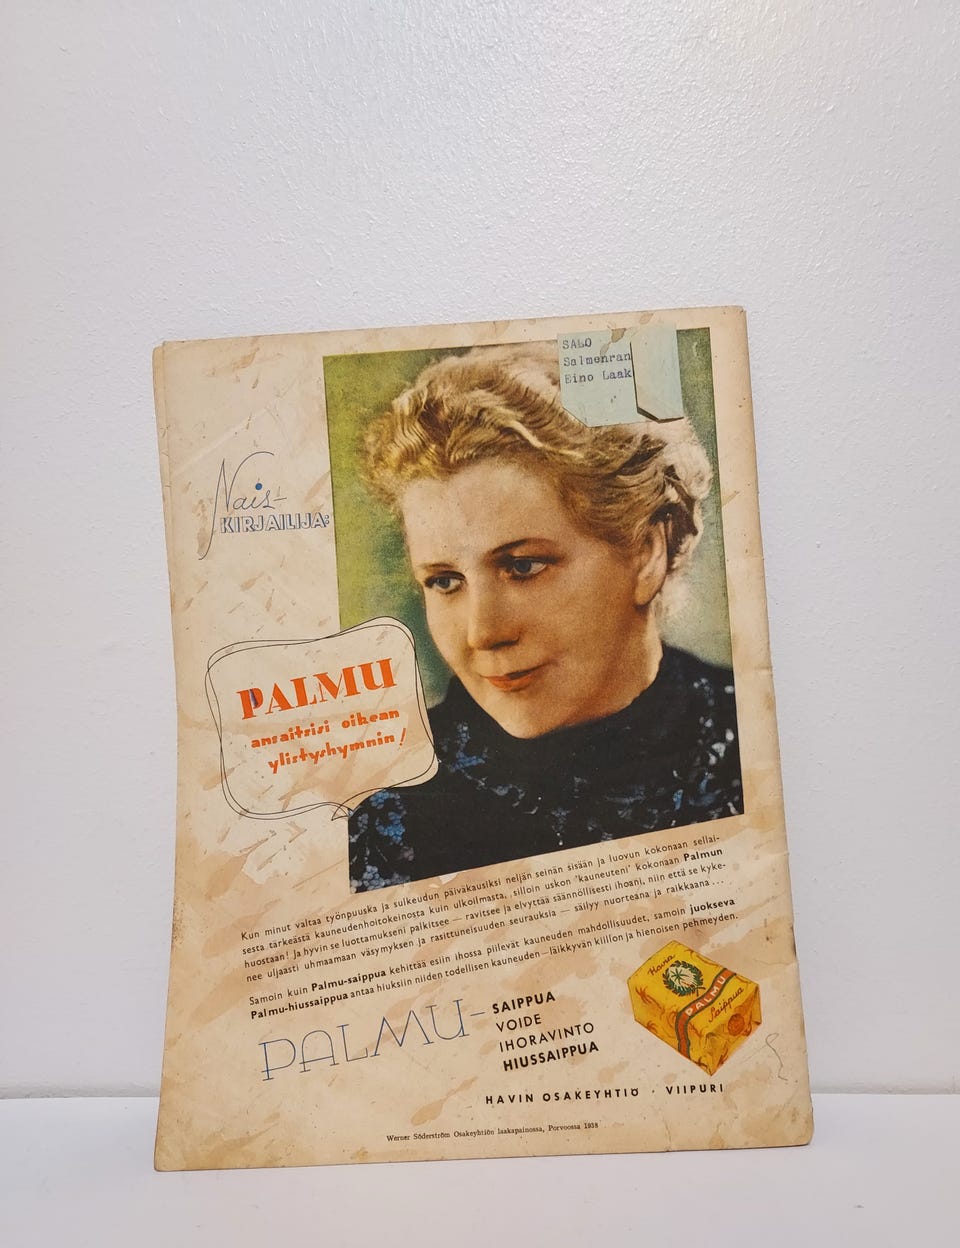 SALO
Salmenran
Eino Laak
Nais-
KIRJAILIJA:
PALMU
ansaitsisi oikean
ylistyshymnin!
Kun minut valtaa työnpuuska ja sulkeudun päiväkausiksi neljän seinän sisään ja luovun kokonaan sellai-
sesta tärkeästä kauneudenhoitokeinosta kuin ulkoilmasta, silloin uskon 'kauneuteni' kokonaan Palmun
huostaan! Ja hyvin se luottamukseni palkitsee — ravitsee ja elvyttää säännöllisesti ihoani, niin että se kyke-
nee uljaasti uhmaamaan väsymyksen ja rasittuneisuuden seurauksia — säilyy nuorteana ja raikkaana ....
Samoin kuin Palmu-saippua kehittää esiin ihossa piilevät kauneuden mahdollisuudet, samoin juokseva
Palmu-hiussaippua antaa hiuksiin niiden todellisen kauneuden—läikkyvän kiillon ja hienoisen pehmeyden.
PALMU-SAIPPUA
VOIDE
IHORAVINTO
HIUSSAIPPUA
Havin
PALMU
Saippua
HAVIN OSAKEYHTIÖ · VIIPURI
Werner Söderström Osakeyhtiön laakapainossa, Porvoossa 1938